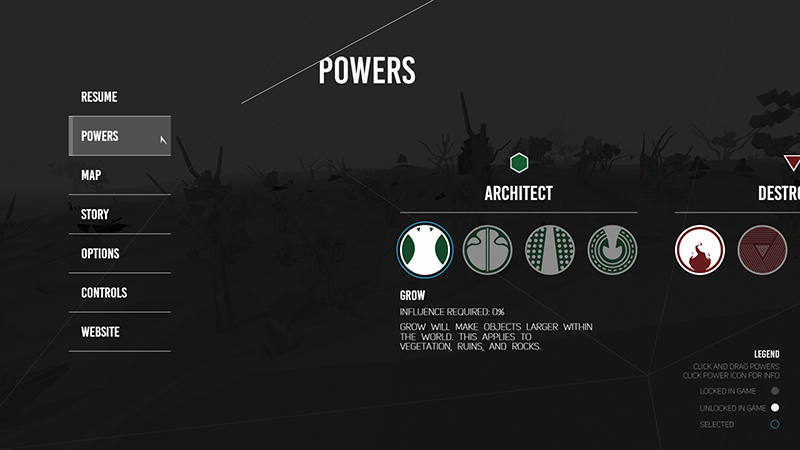 POWERS
RESUME
POWERS
MAP
STORY
OPTIONS
CONTROLS
WEBSITE
ARCHITECT
GROW
INFLUENCE REQUIRED: 0%
GROW WILL MAKE OBJECTS LARGER WITHIN
THE WORLD. THIS APPLIES TO
VEGETATION, RUINS, AND ROCKS.
DESTRO
LEGEND
CLICK AND DRAG POWERS
CLICK POWER ICON FOR INFO
LOCKED IN GAME
UNLOCKED IN GAME
SELECTED